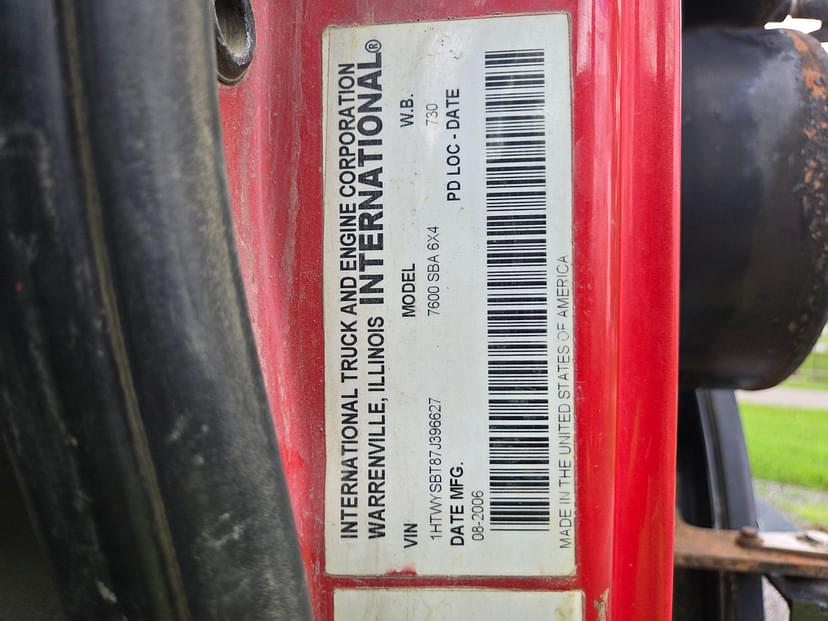 INTERNATIONAL TRUCK AND ENGINE CORPORATION
WARRENVILLE, ILLINOIS INTERNATIONAL®
VIN MODEL W.B.
1HTWYSBT87J396627 7600 SBA 6X4 730
DATE MFG. PD LOC - DATE
08-2006
MADE IN THE UNITED STATES OF AMERICA